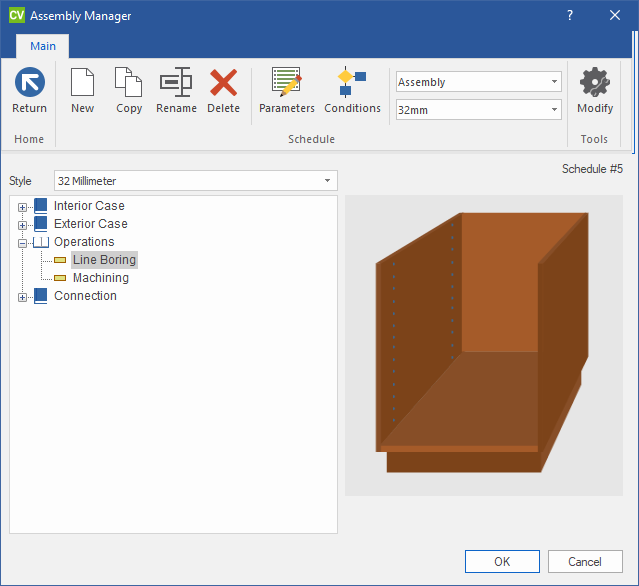 CV Assembly Manager ?
Main
Return New Copy Rename Delete Parameters Conditions Assembly 32mm Modify
Home Schedule Tools
Schedule #5
Style 32 Millimeter
Interior Case
Exterior Case
Operations
Line Boring
Machining
Connection
OK Cancel